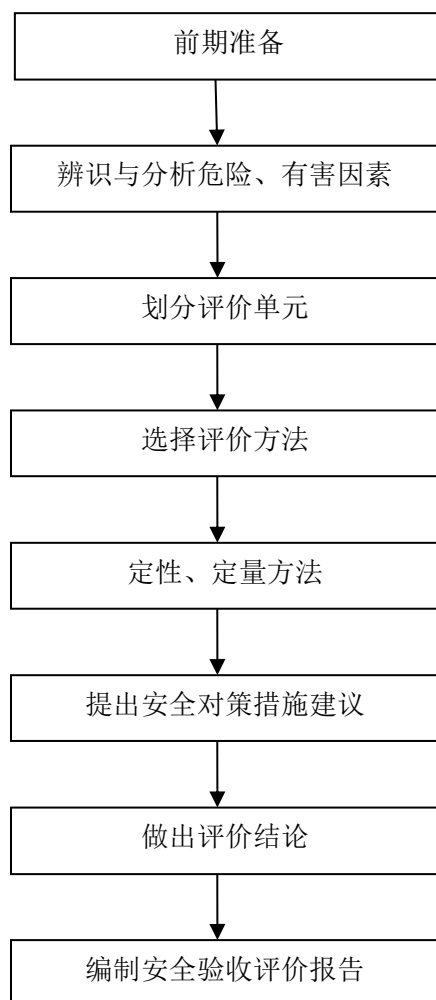 前期准备
辨识与分析危险、有害因素
划分评价单元
选择评价方法
定性、定量方法
提出安全对策措施建议
做出评价结论
编制安全验收评价报告